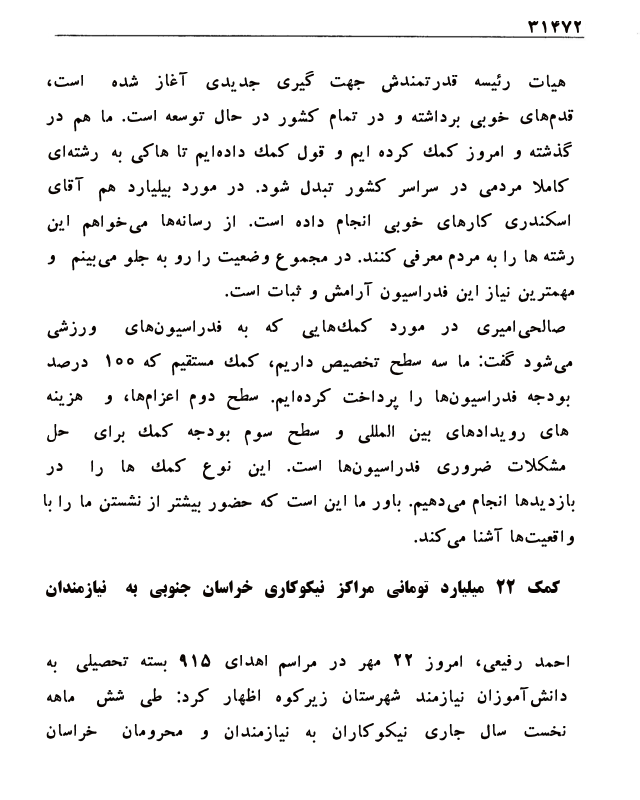 ۳۱۴۷۲
هیات رئیسه قدرتمندش جهت گیری جدیدی آغاز شده است،
قدم‌های خوبی برداشته و در تمام کشور در حال توسعه است. ما هم در
گذشته و امروز کمك کرده ایم و قول کمك داده‌ایم تا هاکی به رشته‌ای
کاملا مردمی در سراسر کشور تبدل شود. در مورد بیلیارد هم آقای
اسکندری کارهای خوبی انجام داده است. از رسانه‌ها می‌خواهم این
رشته ها را به مردم معرفی کنند. در مجموع وضعیت را رو به جلو می‌بینم و
مهمترین نیاز این فدراسیون آرامش و ثبات است.
صالحی‌امیری در مورد کمك‌هایی که به فدراسیون‌های ورزشی
می‌شود گفت: ما سه سطح تخصیص داریم، کمك مستقیم که ۱۰۰ درصد
بودجه فدراسیون‌ها را پرداخت کرده‌ایم. سطح دوم اعزام‌ها، و هزینه
های رویدادهای بین المللی و سطح سوم بودجه کمك برای حل
مشکلات ضروری فدراسیون‌ها است. این نوع کمك ها را در
بازدیدها انجام می‌دهیم. باور ما این است که حضور بیشتر از نشستن ما را با
واقعیت‌ها آشنا می‌کند.
کمک ۲۲ میلیارد تومانی مراکز نیکوکاری خراسان جنوبی به نیازمندان
احمد رفیعی، امروز ۲۲ مهر در مراسم اهدای ۹۱۵ بسته تحصیلی به
دانش‌آموزان نیازمند شهرستان زیرکوه اظهار کرد: طی شش ماهه
نخست سال جاری نیکوکاران به نیازمندان و محرومان خراسان